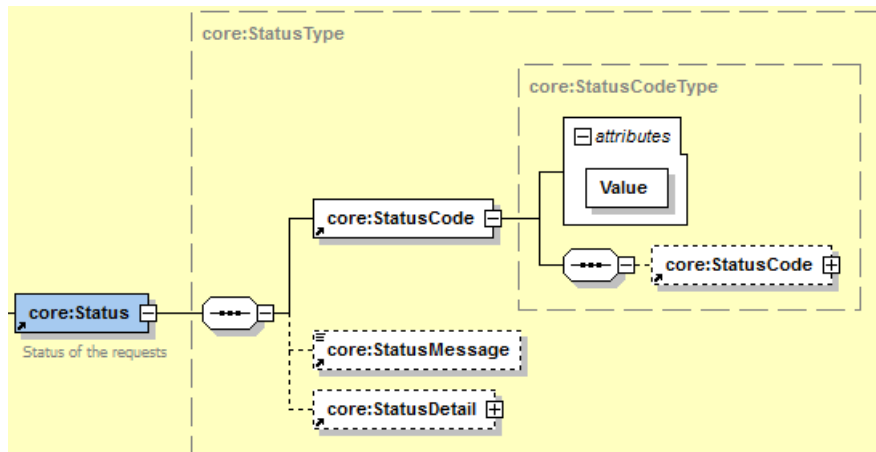 core:StatusType
core:StatusCodeType
attributes
Value
core:StatusCode
core:StatusCode
core:Status
Status of the requests
core:StatusMessage
core:StatusDetail